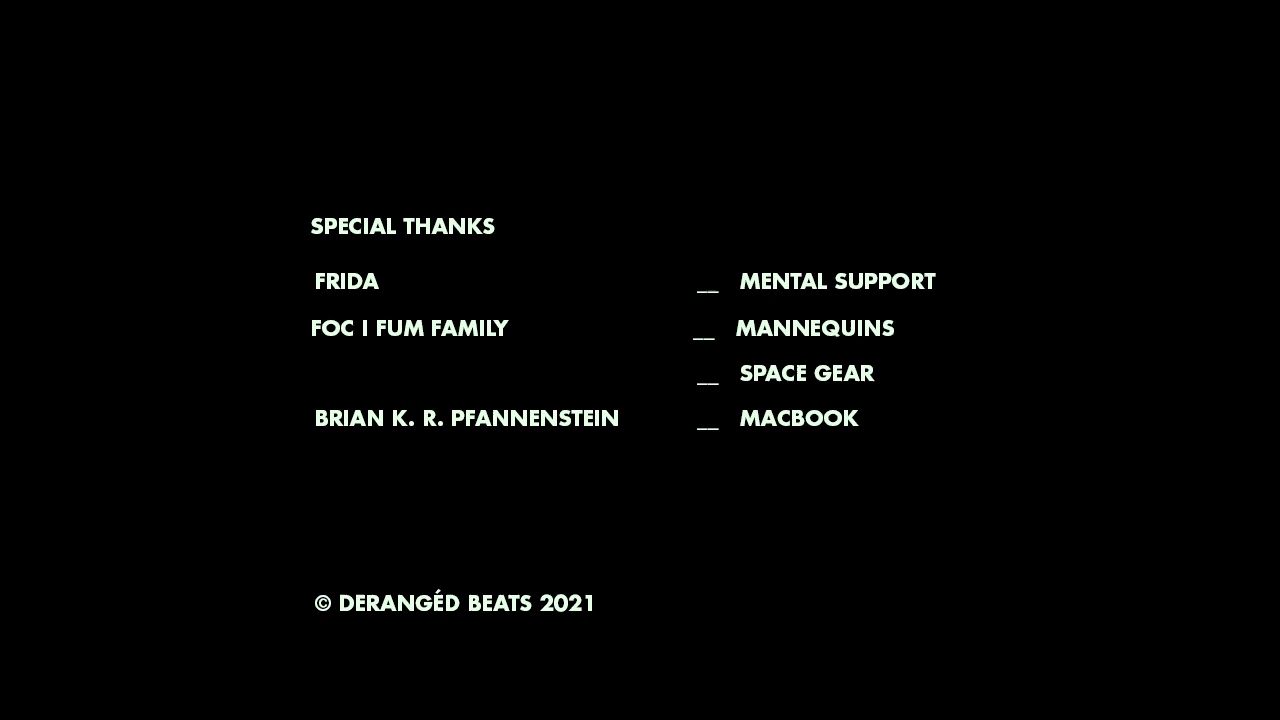 SPECIAL THANKS
FRIDA __ MENTAL SUPPORT
FOC I FUM FAMILY __ MANNEQUINS
__ SPACE GEAR
BRIAN K. R. PFANNENSTEIN __ MACBOOK
© DERANGÉD BEATS 2021